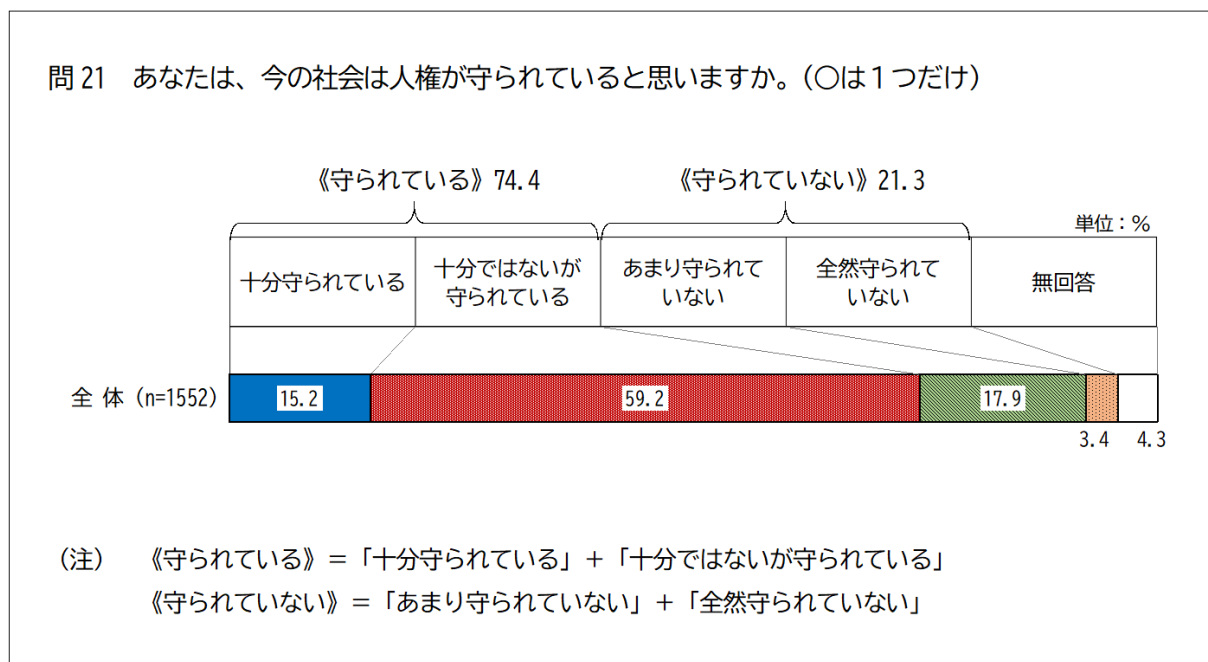 問21 あなたは、今の社会は人権が守られていると思いますか。(○は1つだけ)
《守られている》74.4 《守られていない》21.3
単位：%
十分守られている
十分ではないが
守られている
あまり守られて
いない
全然守られて
いない
無回答
全 体 (n=1552)
15.2
59.2
17.9
3.4
4.3
(注) 《守られている》＝「十分守られている」＋「十分ではないが守られている」
《守られていない》＝「あまり守られていない」＋「全然守られていない」